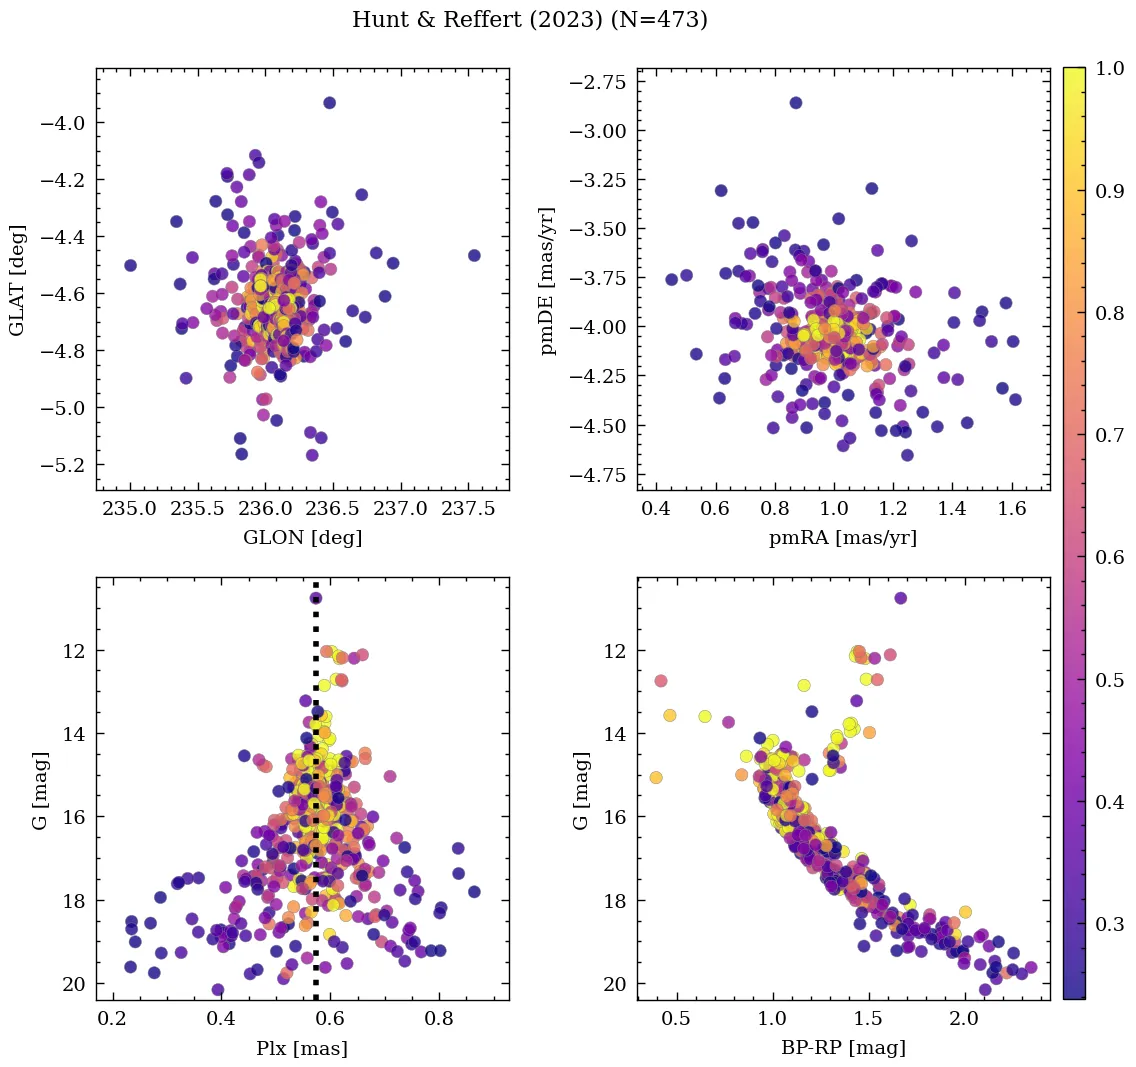 Hunt & Reffert (2023) (N=473)
−4.0
−4.2
−4.4
−4.6
−4.8
−5.0
−5.2
GLAT [deg]
235.0 235.5 236.0 236.5 237.0 237.5
GLON [deg]
−2.75
−3.00
−3.25
−3.50
−3.75
−4.00
−4.25
−4.50
−4.75
pmDE [mas/yr]
0.4 0.6 0.8 1.0 1.2 1.4 1.6
pmRA [mas/yr]
12
14
16
18
20
G [mag]
0.2 0.4 0.6 0.8
Plx [mas]
12
14
16
18
20
G [mag]
0.5 1.0 1.5 2.0
BP-RP [mag]
1.0
0.9
0.8
0.7
0.6
0.5
0.4
0.3